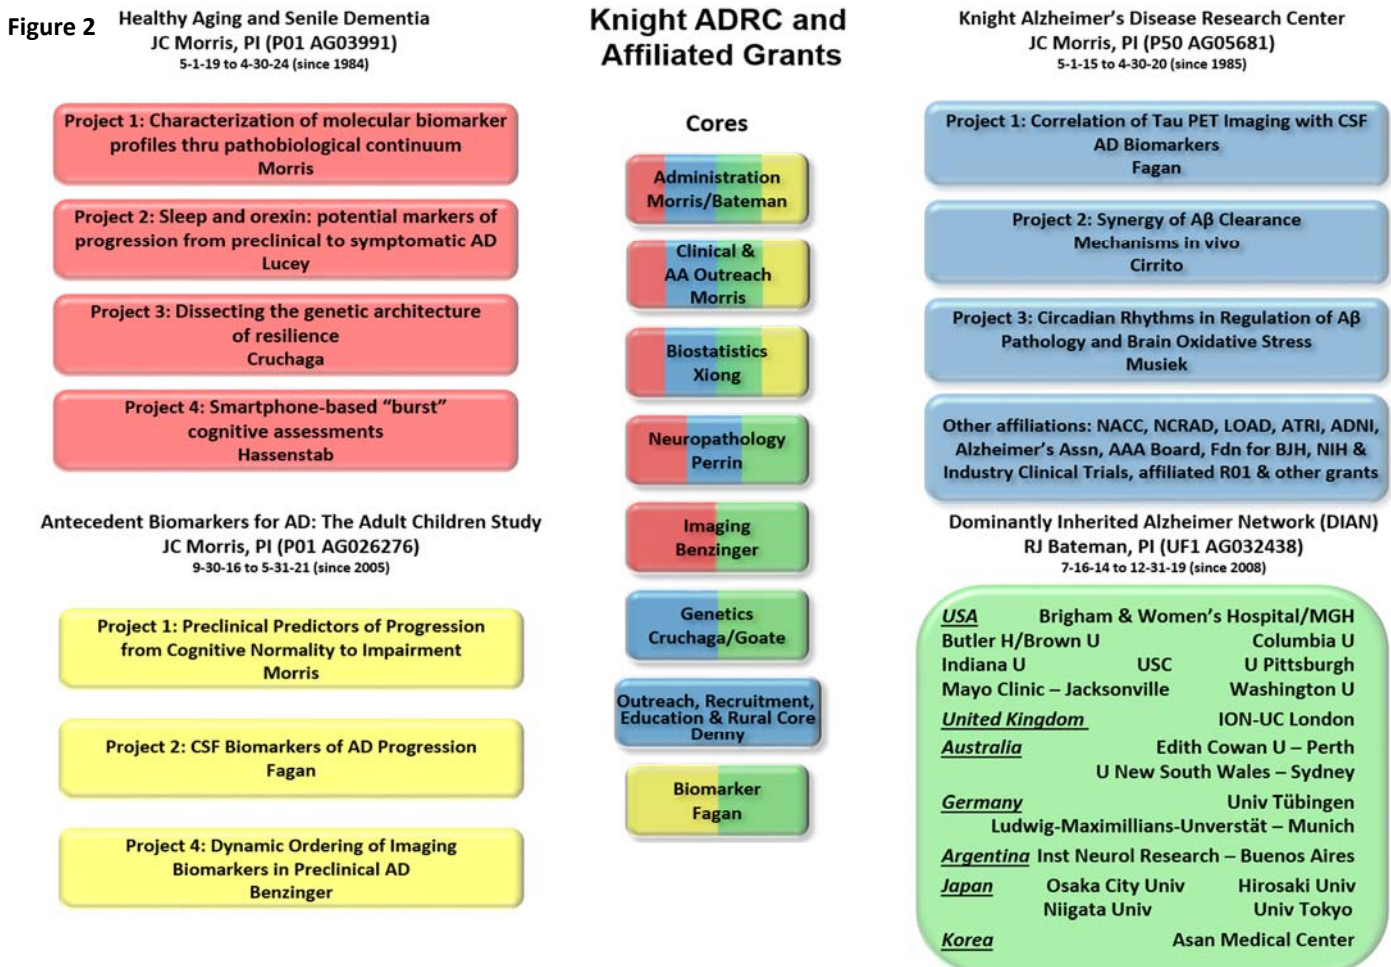 Figure 2
Healthy Aging and Senile Dementia
JC Morris, PI (P01 AG03991)
5-1-19 to 4-30-24 (since 1984)
Project 1: Characterization of molecular biomarker
profiles thru pathobiological continuum
Morris
Project 2: Sleep and orexin: potential markers of
progression from preclinical to symptomatic AD
Lucey
Project 3: Dissecting the genetic architecture
of resilience
Cruchaga
Project 4: Smartphone-based “burst”
cognitive assessments
Hassenstab
Antecedent Biomarkers for AD: The Adult Children Study
JC Morris, PI (P01 AG026276)
9-30-16 to 5-31-21 (since 2005)
Project 1: Preclinical Predictors of Progression
from Cognitive Normality to Impairment
Morris
Project 2: CSF Biomarkers of AD Progression
Fagan
Project 4: Dynamic Ordering of Imaging
Biomarkers in Preclinical AD
Benzinger
Knight ADRC and
Affiliated Grants
Cores
Administration
Morris/Bateman
Clinical &
AA Outreach
Morris
Biostatistics
Xiong
Neuropathology
Perrin
Imaging
Benzinger
Genetics
Cruchaga/Goate
Outreach, Recruitment,
Education & Rural Core
Denny
Biomarker
Fagan
Knight Alzheimer’s Disease Research Center
JC Morris, PI (P50 AG05681)
5-1-15 to 4-30-20 (since 1985)
Project 1: Correlation of Tau PET Imaging with CSF
AD Biomarkers
Fagan
Project 2: Synergy of Aβ Clearance
Mechanisms in vivo
Cirrito
Project 3: Circadian Rhythms in Regulation of Aβ
Pathology and Brain Oxidative Stress
Musiek
Other affiliations: NACC, NCRAD, LOAD, ATRI, ADNI,
Alzheimer’s Assn, AAA Board, Fdn for BJH, NIH &
Industry Clinical Trials, affiliated R01 & other grants
Dominantly Inherited Alzheimer Network (DIAN)
RJ Bateman, PI (UF1 AG032438)
7-16-14 to 12-31-19 (since 2008)
USA Brigham & Women’s Hospital/MGH
Butler H/Brown U Columbia U
Indiana U USC U Pittsburgh
Mayo Clinic – Jacksonville Washington U
United Kingdom ION-UC London
Australia Edith Cowan U – Perth
U New South Wales – Sydney
Germany Univ Tübingen
Ludwig-Maximillians-Unverstät – Munich
Argentina Inst Neurol Research – Buenos Aires
Japan Osaka City Univ Hirosaki Univ
Niigata Univ Univ Tokyo
Korea Asan Medical Center